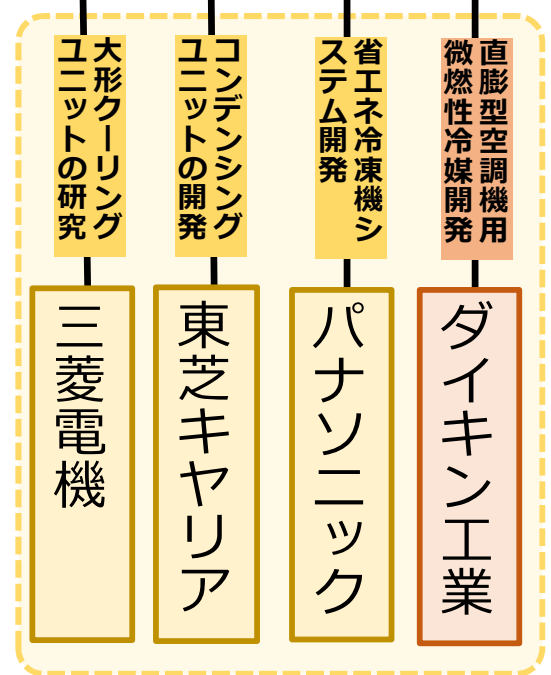 直膨型空調機用
微燃性冷媒開発
ダイキン工業
省エネ冷凍機シ
ステム開発
パナソニック
コンデンシング
ユニットの開発
東芝キヤリア
大形クーリング
ユニットの研究
三菱電機